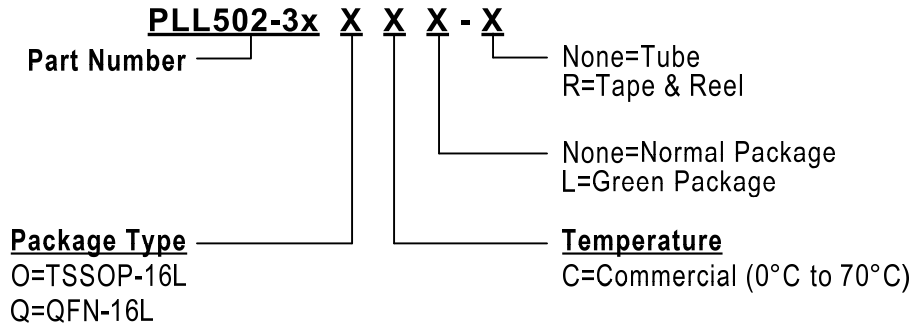 PLL502-3x X X X - X
Part Number
None=Tube
R=Tape & Reel
None=Normal Package
L=Green Package
Package Type
O=TSSOP-16L
Q=QFN-16L
Temperature
C=Commercial (0°C to 70°C)